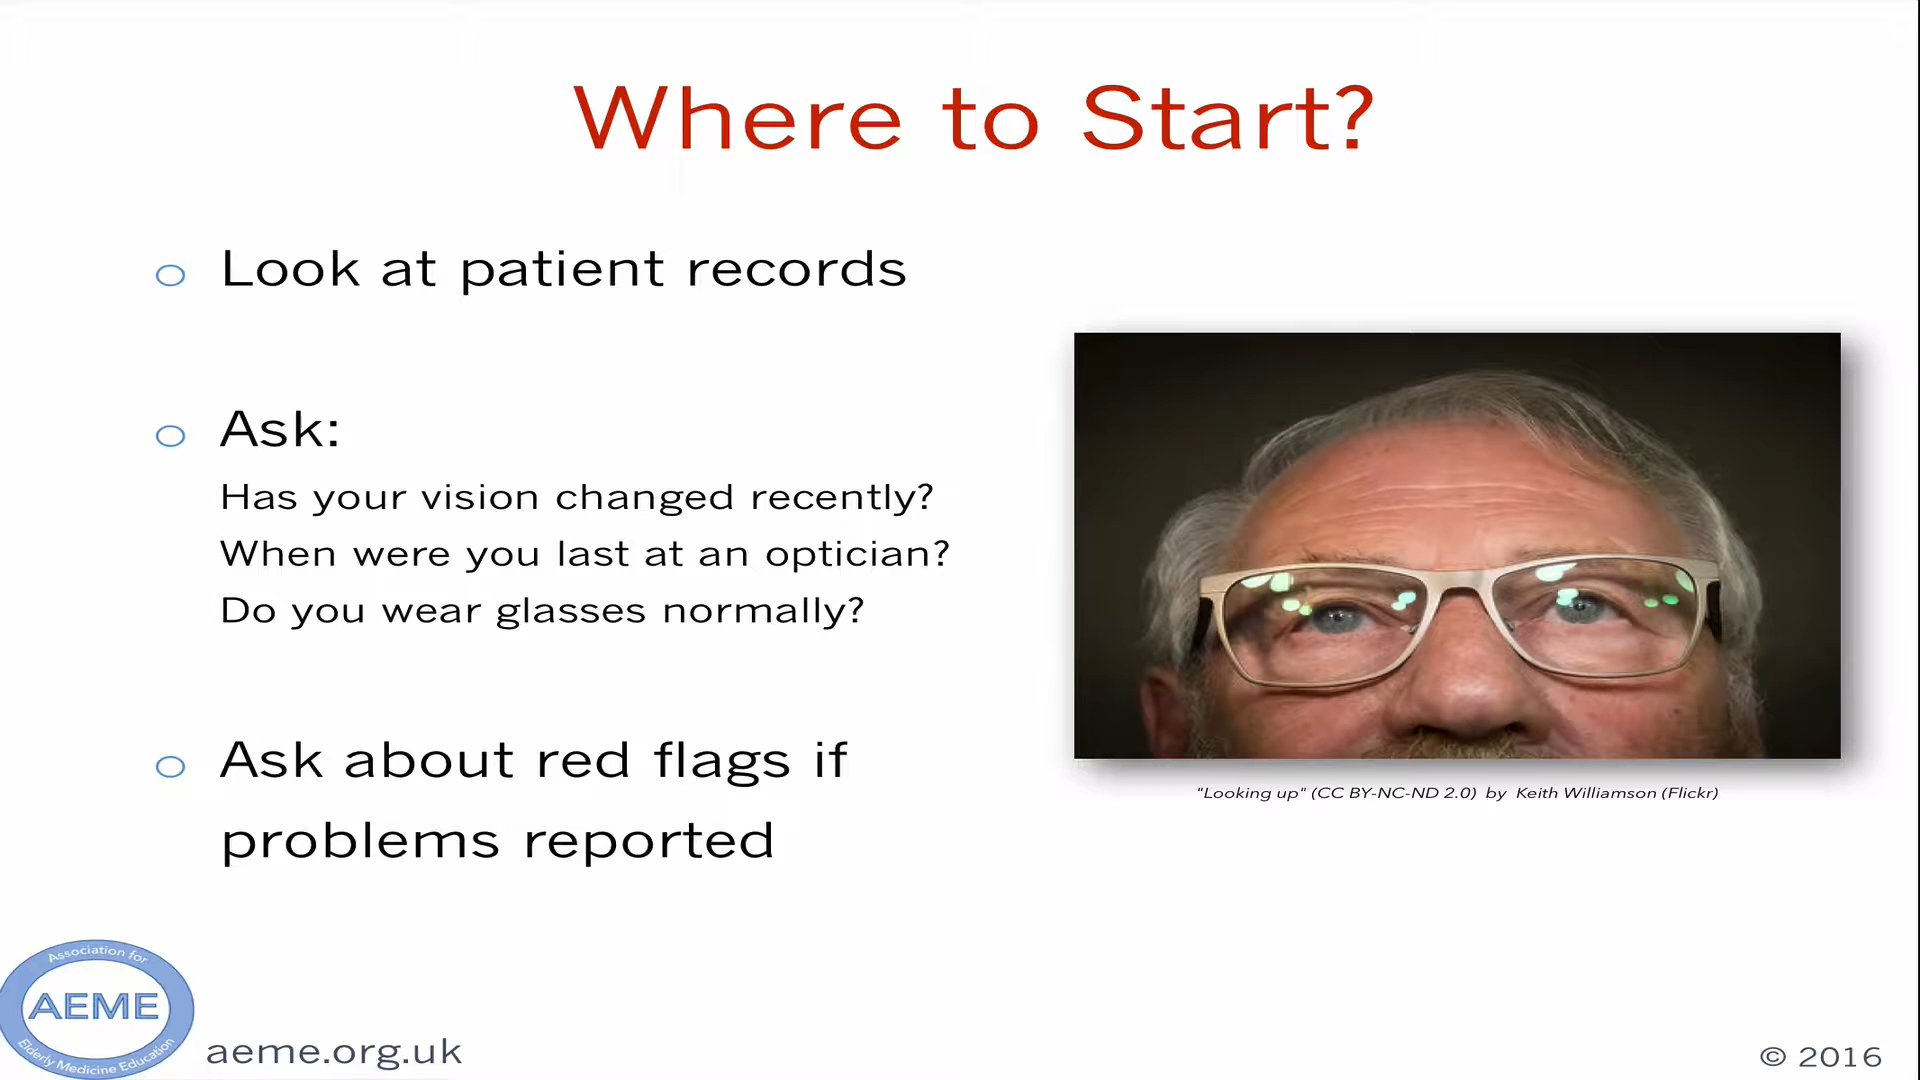 Where to Start?
Look at patient records
Ask:
Has your vision changed recently?
When were you last at an optician?
Do you wear glasses normally?
Ask about red flags if
problems reported
"Looking up" (CC BY-NC-ND 2.0) by Keith Williamson (Flickr)
Association for
AEME
Elderly Medicine Education
aeme.org.uk
© 2016